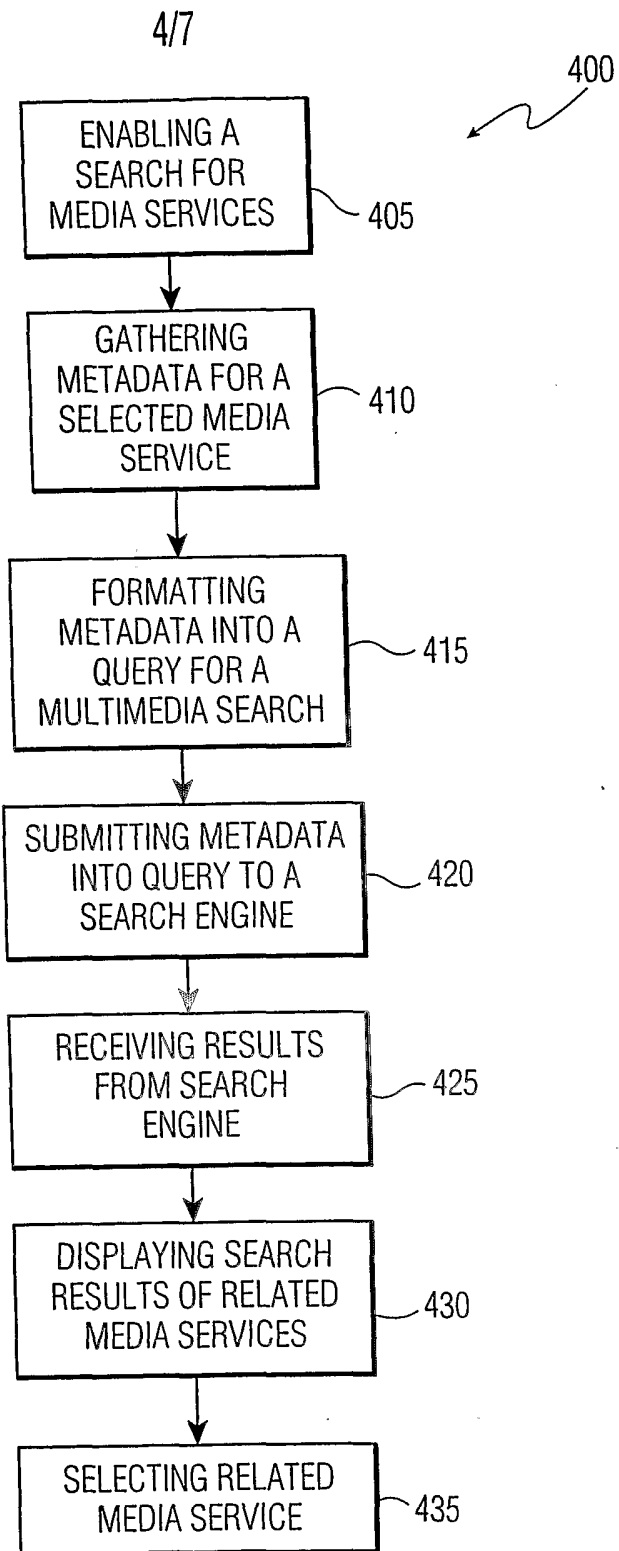 4/7
400
ENABLING A
SEARCH FOR
MEDIA SERVICES
405
GATHERING
METADATA FOR A
SELECTED MEDIA
SERVICE
410
FORMATTING
METADATA INTO A
QUERY FOR A
MULTIMEDIA SEARCH
415
SUBMITTING METADATA
INTO QUERY TO A
SEARCH ENGINE
420
RECEIVING RESULTS
FROM SEARCH
ENGINE
425
DISPLAYING SEARCH
RESULTS OF RELATED
MEDIA SERVICES
430
SELECTING RELATED
MEDIA SERVICE
435